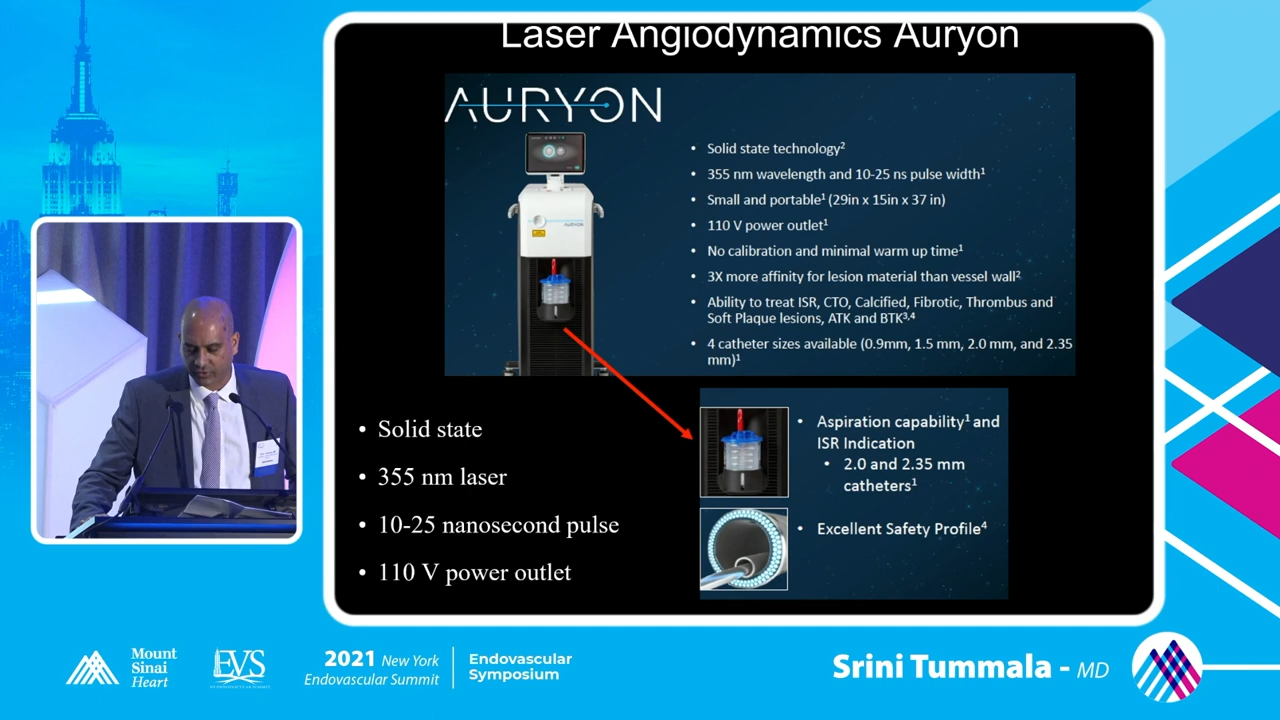 Laser Angiodynamics Auryon
AURYON
• Solid state technology2
• 355 nm wavelength and 10-25 ns pulse width1
• Small and portable1 (29in x 15in x 37 in)
• 110 V power outlet1
• No calibration and minimal warm up time1
• 3X more affinity for lesion material than vessel wall2
• Ability to treat ISR, CTO, Calcified, Fibrotic, Thrombus and
Soft Plaque lesions, ATK and BTK3,4
• 4 catheter sizes available (0.9mm, 1.5 mm, 2.0 mm, and 2.35
mm)1
• Solid state
• 355 nm laser
• 10-25 nanosecond pulse
• 110 V power outlet
• Aspiration capability1 and
ISR Indication
• 2.0 and 2.35 mm
catheters1
• Excellent Safety Profile4
Mount
Sinai
Heart
EVS
2021 New York
Endovascular Summit
Endovascular
Symposium
Srini Tummala - MD